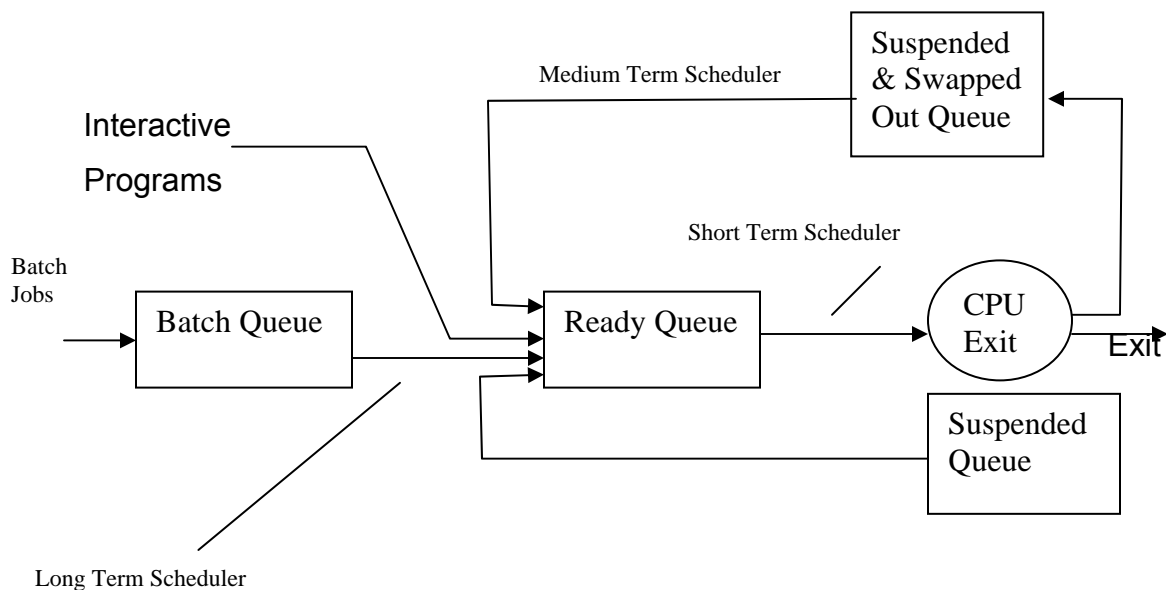 Suspended
& Swapped
Out Queue
Medium Term Scheduler
Interactive
Programs
Short Term Scheduler
Batch
Jobs
Batch Queue
Ready Queue
CPU
Exit
Exit
Suspended
Queue
Long Term Scheduler